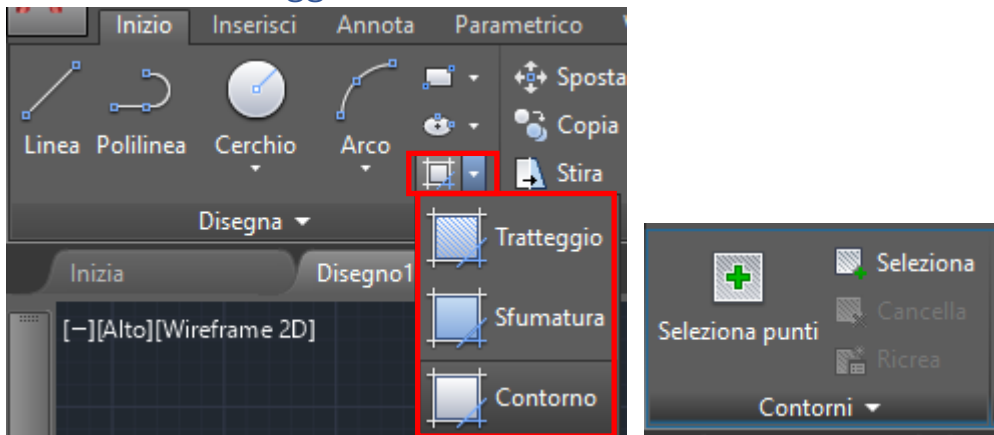 Inizio Inserisci Annota Parametrico
Linea Polilinea Cerchio Arco
Sposta
Copia
Stira
Disegna
Tratteggio
Sfumatura
Contorno
Inizia Disegno1
[−][Alto][Wireframe 2D]
Seleziona punti
Seleziona
Cancella
Ricrea
Contorni